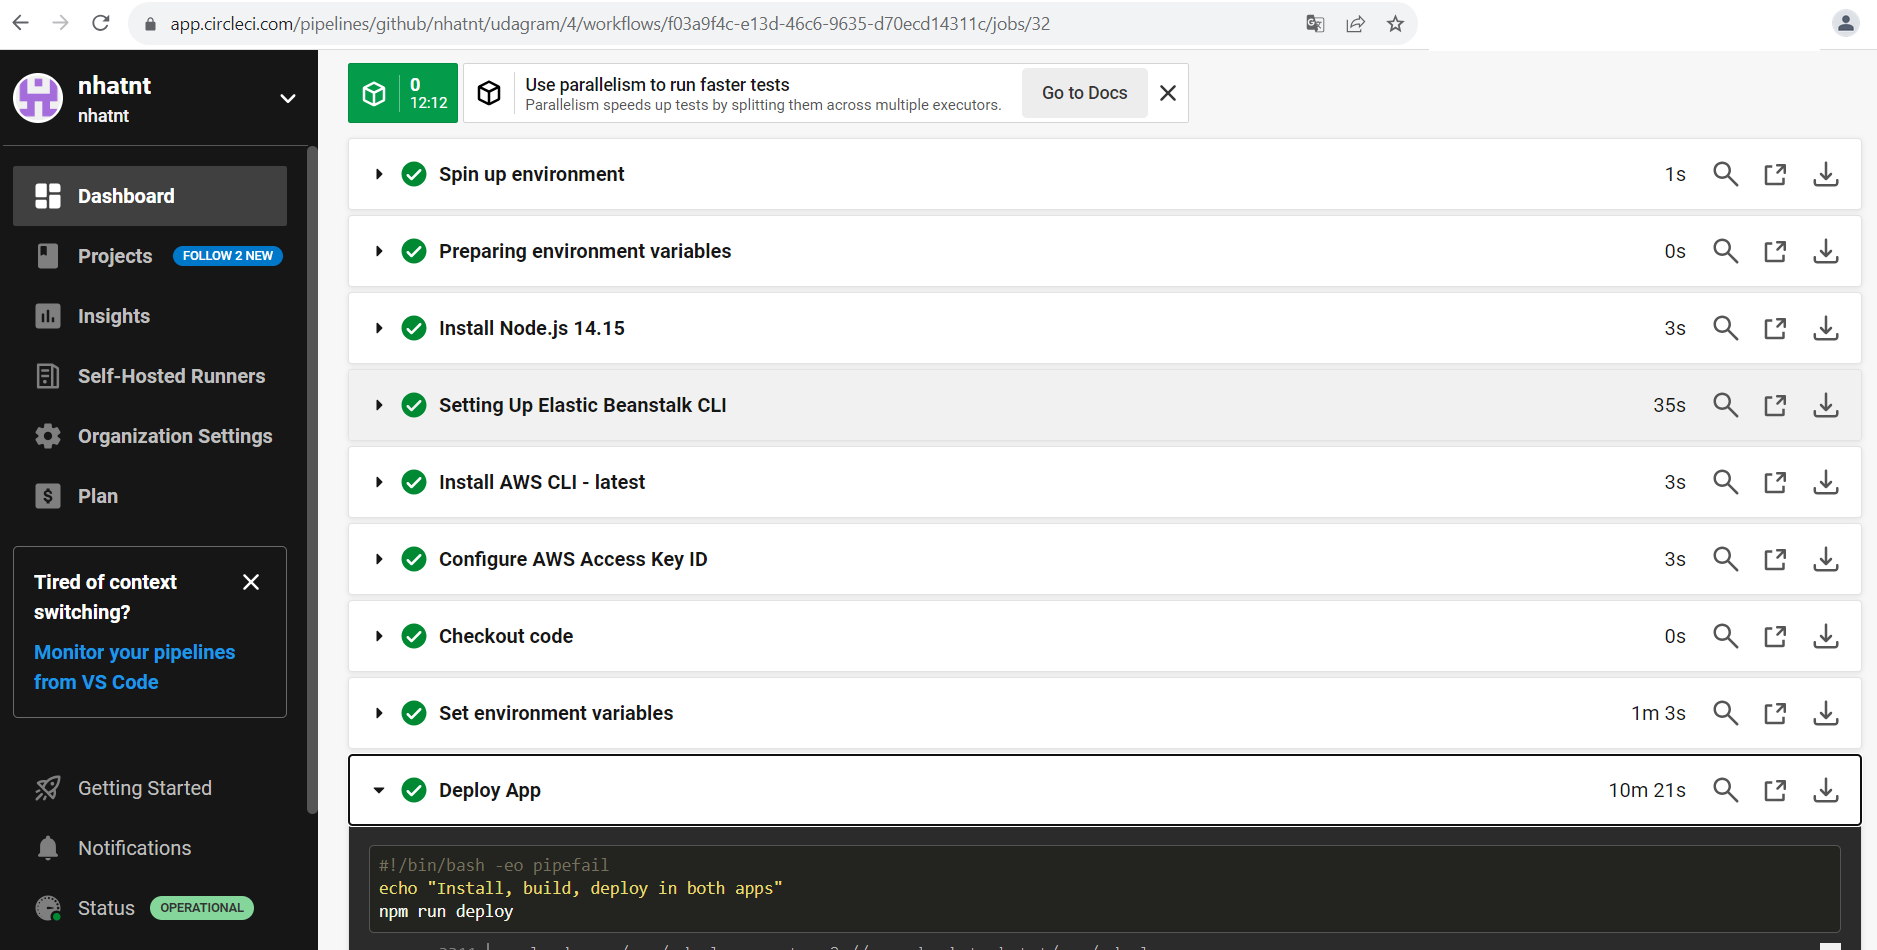 app.circleci.com/pipelines/github/nhatnt/udagram/4/workflows/f03a9f4c-e13d-46c6-9635-d70ecd14311c/jobs/32
nhatnt
nhatnt
Dashboard
Projects FOLLOW 2 NEW
Insights
Self-Hosted Runners
Organization Settings
$ Plan
Tired of context
switching?
Monitor your pipelines
from VS Code
Getting Started
Notifications
Status OPERATIONAL
0
12:12
Use parallelism to run faster tests
Parallelism speeds up tests by splitting them across multiple executors.
Go to Docs
Spin up environment 1s
Preparing environment variables 0s
Install Node.js 14.15 3s
Setting Up Elastic Beanstalk CLI 35s
Install AWS CLI - latest 3s
Configure AWS Access Key ID 3s
Checkout code 0s
Set environment variables 1m 3s
Deploy App 10m 21s
#!/bin/bash -eo pipefail
echo "Install, build, deploy in both apps"
npm run deploy